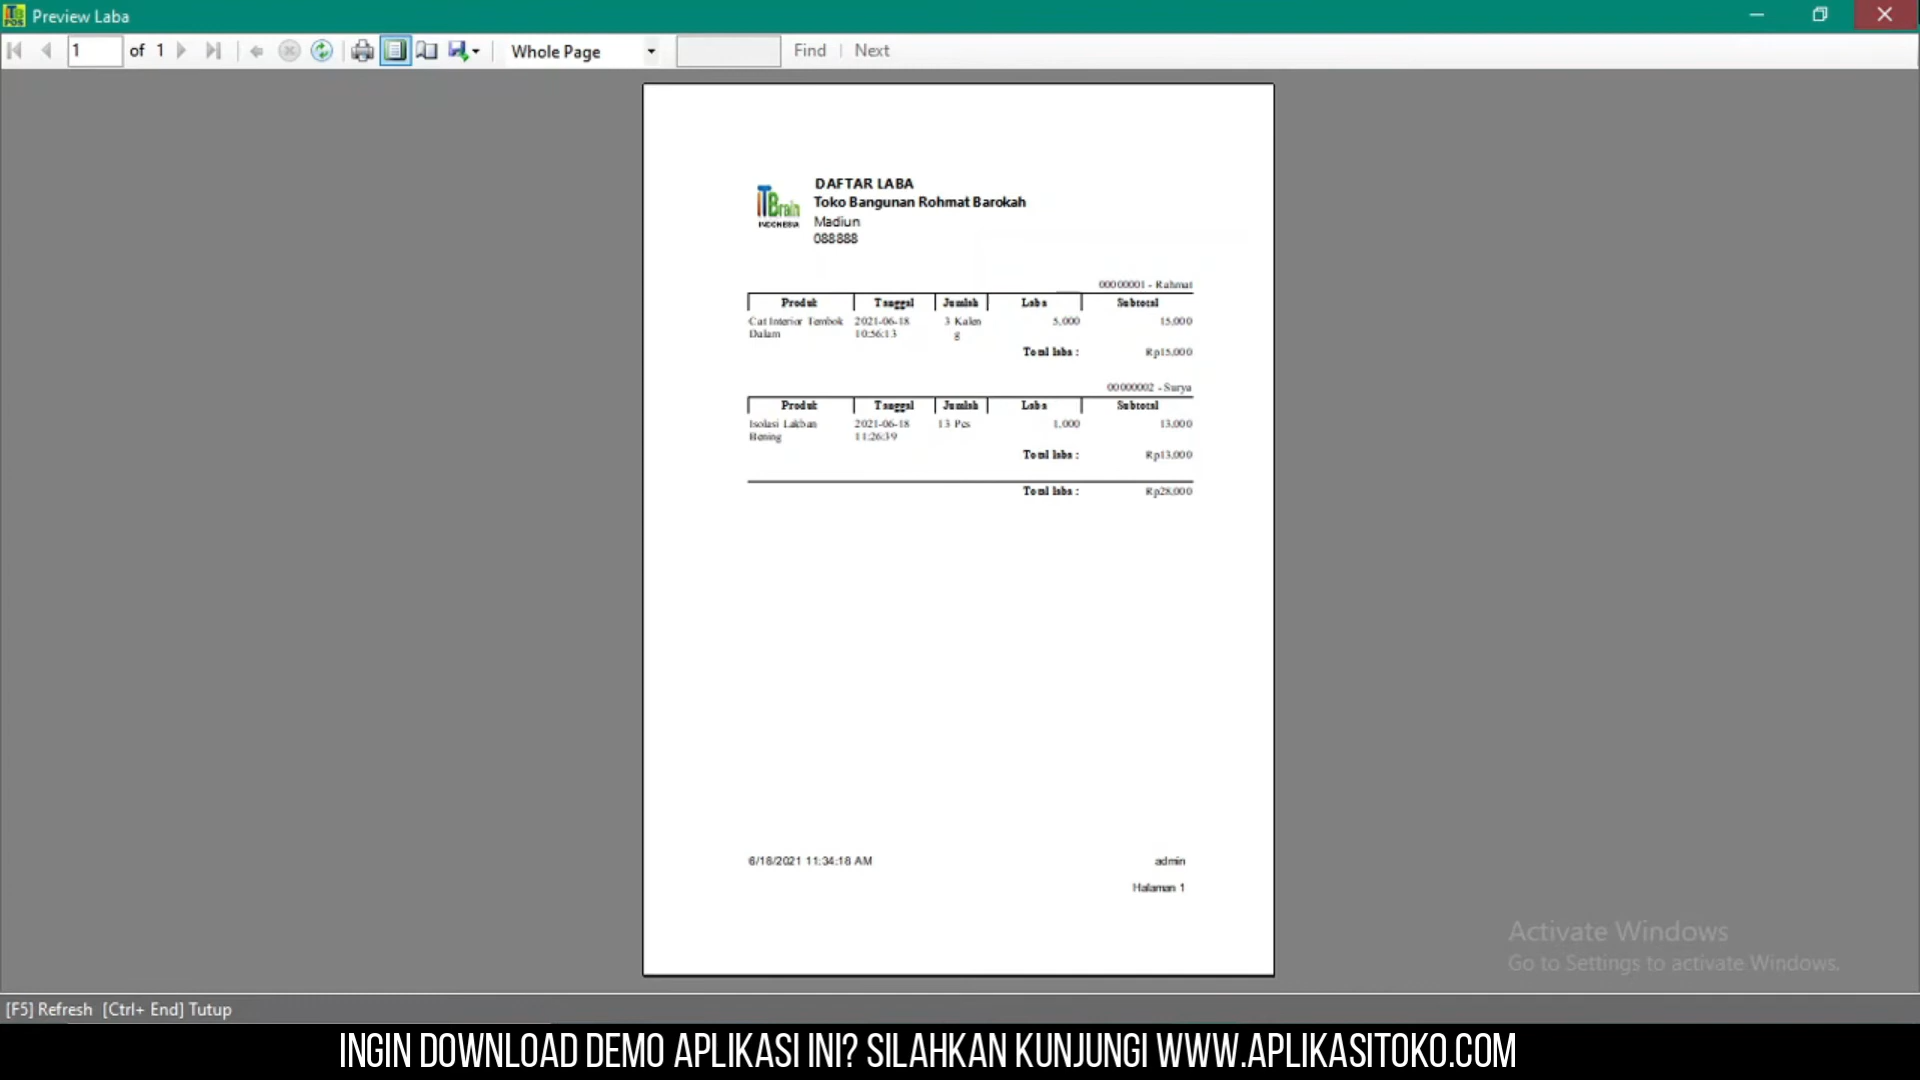 Preview Laba
1 of 1 Whole Page Find Next
DAFTAR LABA
Toko Bangunan Rohmat Barokah
Madiun
088888
ITBrain
INDONESIA
00000001 - Rahmat
Produk Tanggal Jumlah Laba Subtotal
Cat Interior Tembok 2021-06-18 3 Kalen 5,000 15,000
Dalam 10:56:13 g
Total laba : Rp15,000
00000002 - Surya
Produk Tanggal Jumlah Laba Subtotal
Isolasi Lakban 2021-06-18 13 Pcs 1,000 13,000
Bening 11:26:39
Total laba : Rp13,000
Total laba : Rp28,000
6/18/2021 11:34:18 AM admin
Halaman 1
Activate Windows
Go to Settings to activate Windows.
[F5] Refresh [Ctrl+ End] Tutup
INGIN DOWNLOAD DEMO APLIKASI INI? SILAHKAN KUNJUNGI WWW.APLIKASITOKO.COM